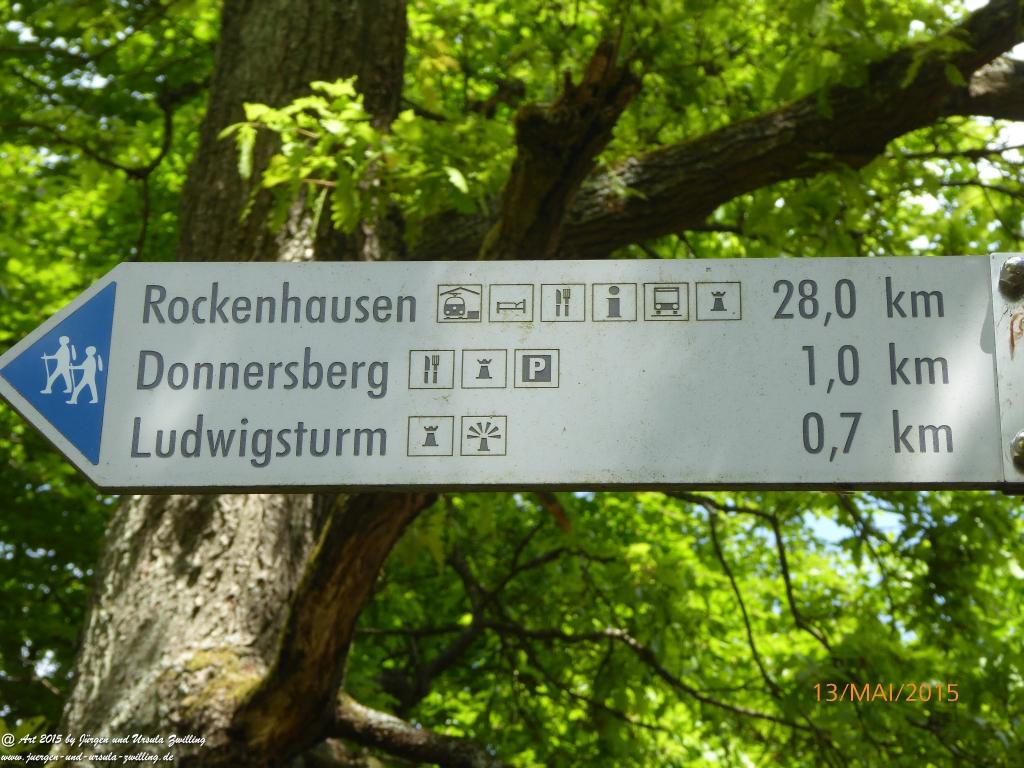 Rockenhausen i 28,0 km
Donnersberg P 1,0 km
Ludwigsturm 0,7 km
13/MAI/2015
@ Art 2015 by Jürgen und Ursula Zwilling
www.juergen-und-ursula-zwilling.de